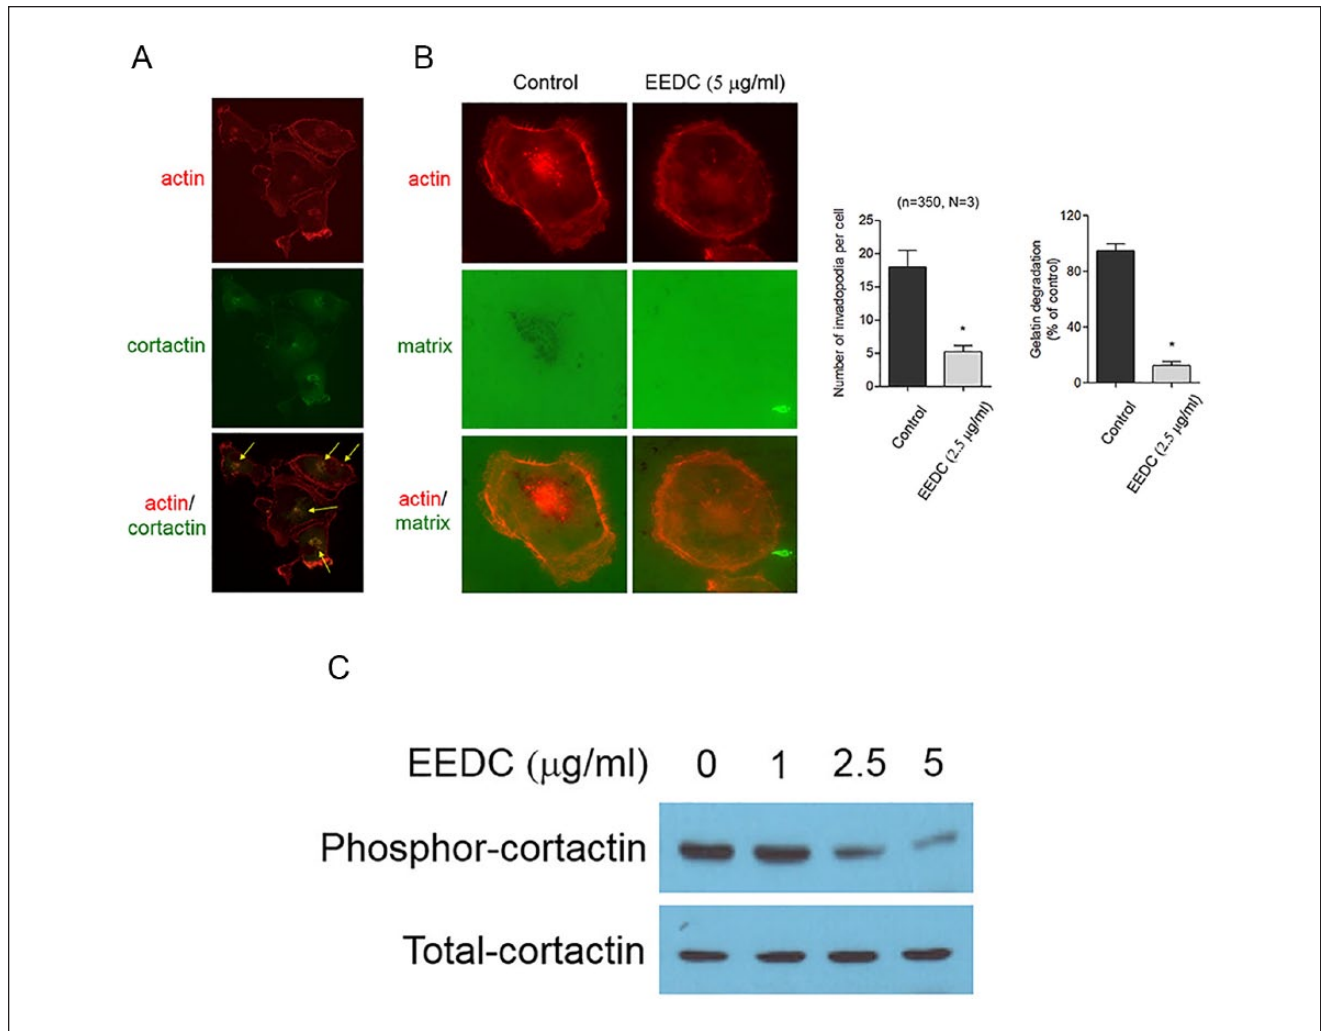 A
B
Control
EEDC (5 μg/ml)
actin
cortactin
actin/
cortactin
actin
matrix
actin/
matrix
(n=350, N=3)
Number of invadopodia per cell
25
20
15
10
5
0
*
Control
EEDC (2.5 μg/ml)
Gelatin degradation
(% of control)
120
80
40
0
*
Control
EEDC (2.5 μg/ml)
C
EEDC (μg/ml) 0 1 2.5 5
Phosphor-cortactin
Total-cortactin